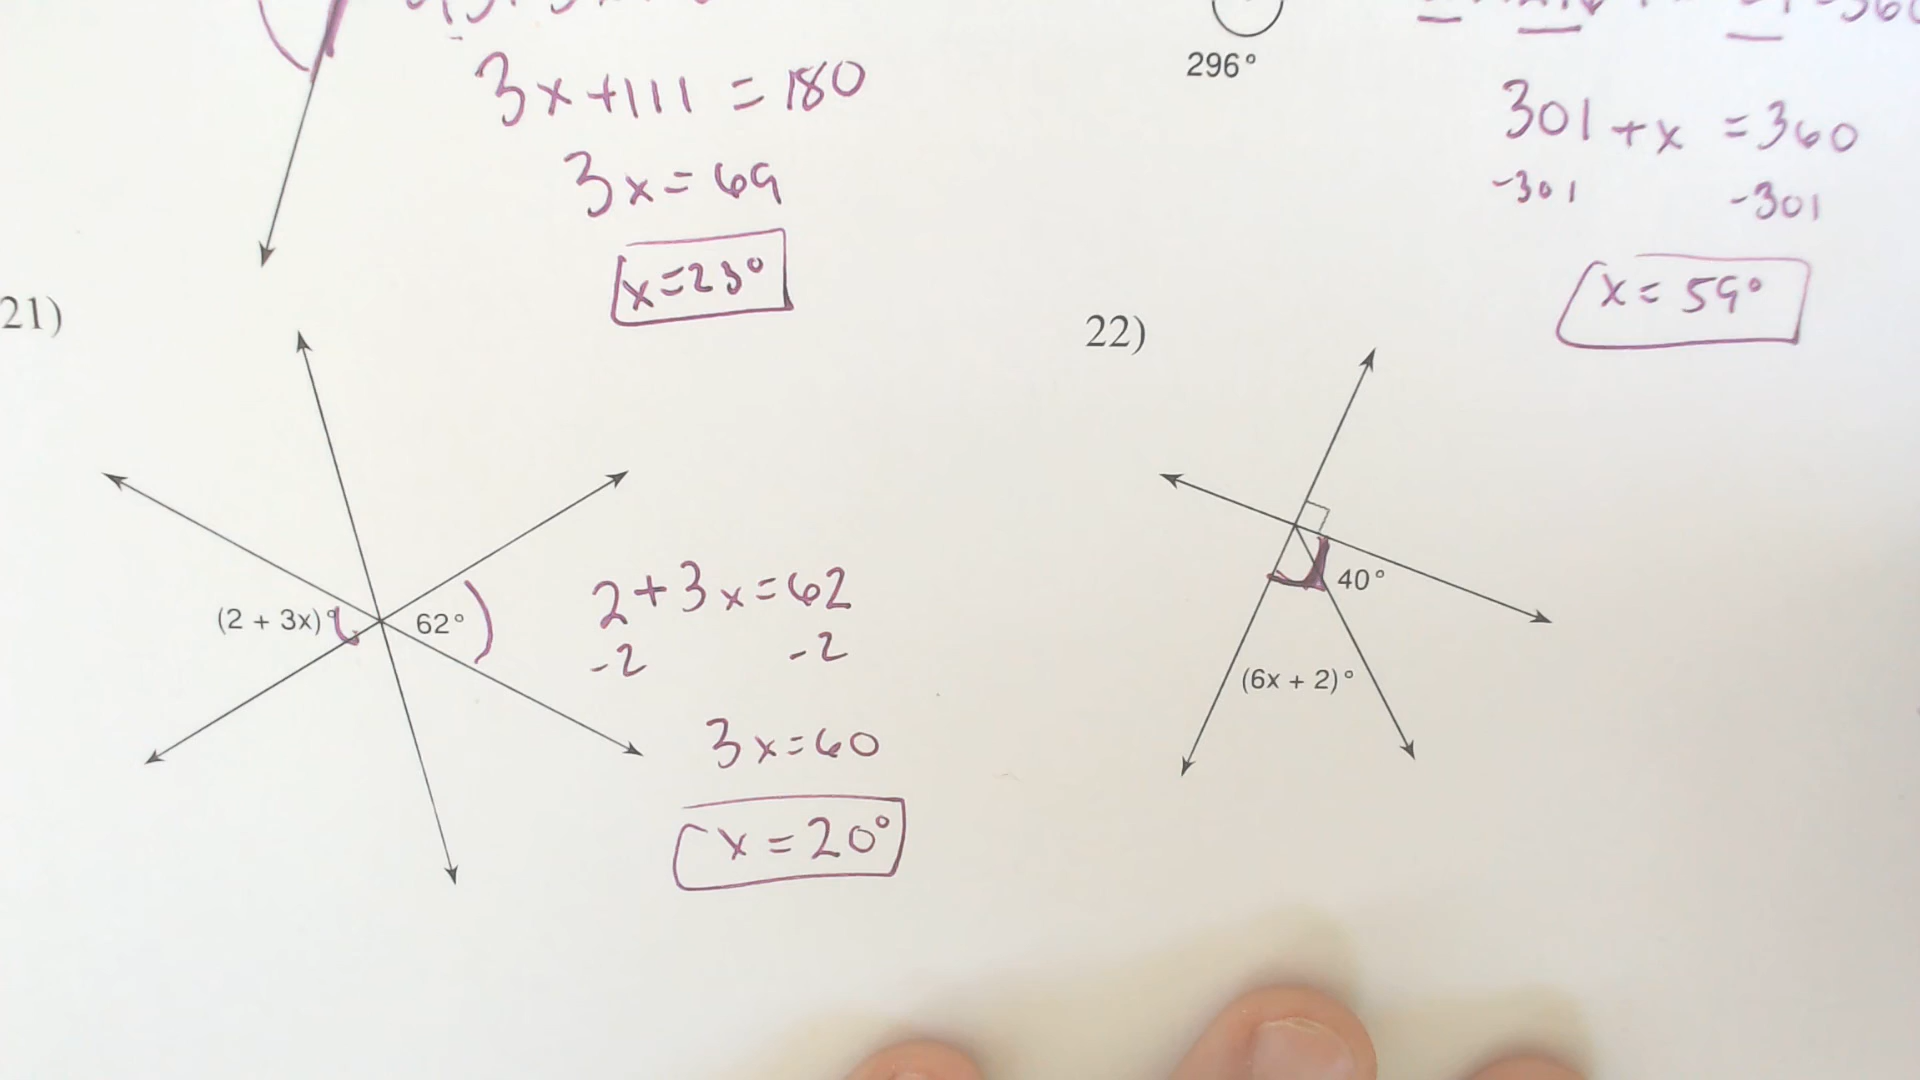 296°
3x+111 = 180
301 + x = 360
3x = 69
-301 -301
x=23°
x = 59°
21)
22)
(2 + 3x)°
62°
2+3x=62
-2 -2
40°
(6x + 2)°
3x=60
x = 20°